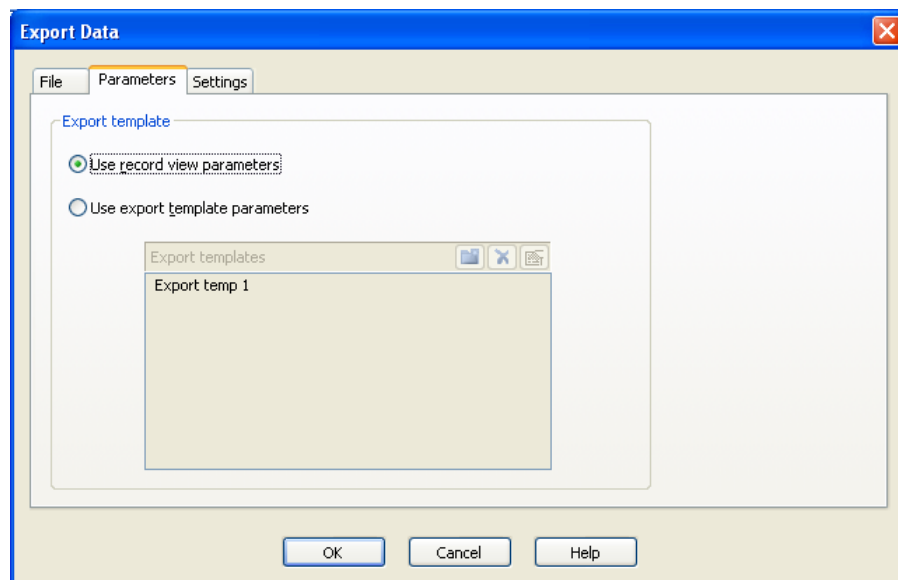 Export Data
File Parameters Settings
Export template
Use record view parameters
Use export template parameters
Export templates
Export temp 1
OK Cancel Help